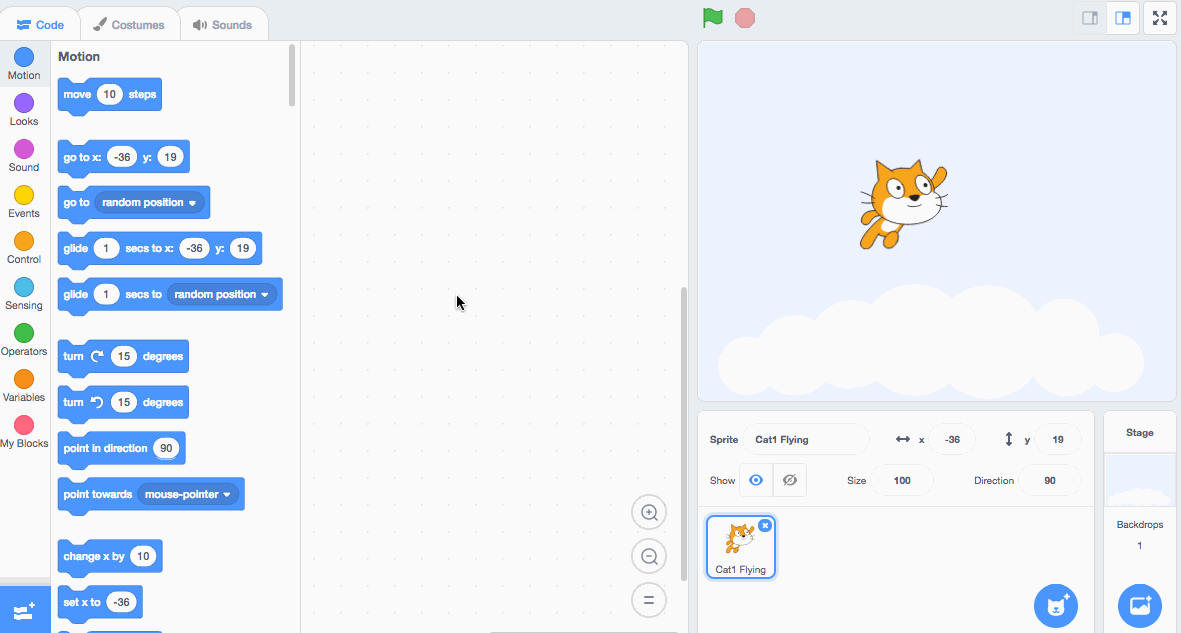 Code
Costumes
Sounds
Motion
Looks
Sound
Events
Control
Sensing
Operators
Variables
My Blocks
Motion
move 10 steps
go to x: -36 y: 19
go to random position
glide 1 secs to x: -36 y: 19
glide 1 secs to random position
turn 15 degrees
turn 15 degrees
point in direction 90
point towards mouse-pointer
change x by 10
set x to -36
Sprite Cat1 Flying x -36 y 19
Show Size 100 Direction 90
Cat1 Flying
Stage
Backdrops
1